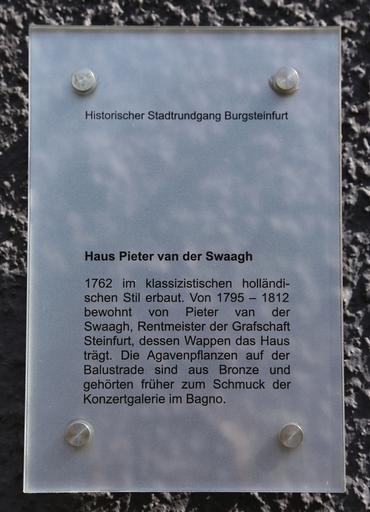 Historischer Stadtrundgang Burgsteinfurt
Haus Pieter van der Swaagh
1762 im klassizistischen holländi-
schen Stil erbaut. Von 1795 – 1812
bewohnt von Pieter van der
Swaagh, Rentmeister der Grafschaft
Steinfurt, dessen Wappen das Haus
trägt. Die Agavenpflanzen auf der
Balustrade sind aus Bronze und
gehörten früher zum Schmuck der
Konzertgalerie im Bagno.